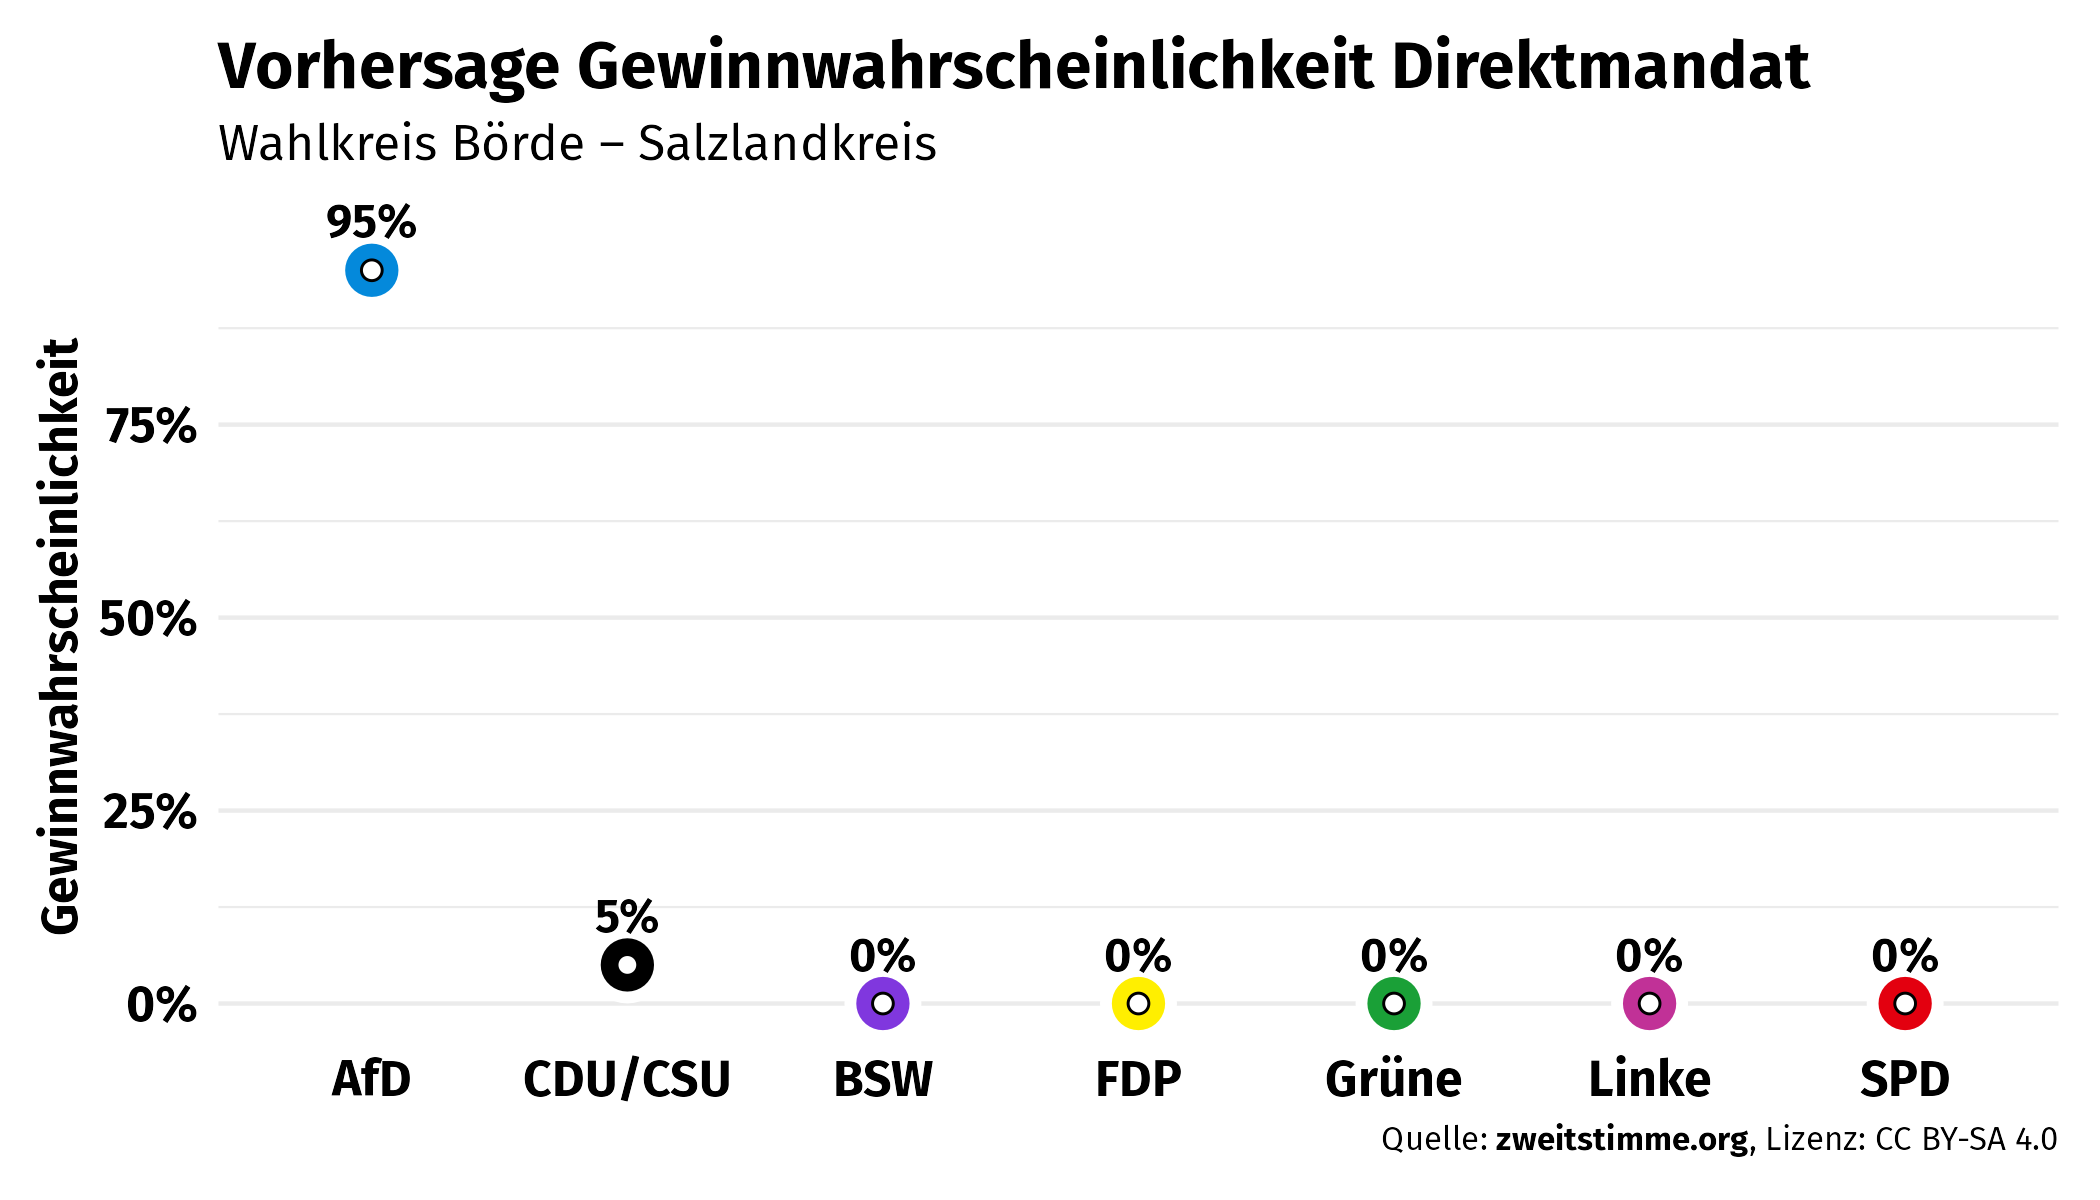 Vorhersage Gewinnwahrscheinlichkeit Direktmandat
Wahlkreis Börde – Salzlandkreis
95%
Gewinnwahrscheinlichkeit
75%
50%
25%
0%
5%
0%
0%
0%
0%
0%
AfD
CDU/CSU
BSW
FDP
Grüne
Linke
SPD
Quelle: zweitstimme.org, Lizenz: CC BY-SA 4.0